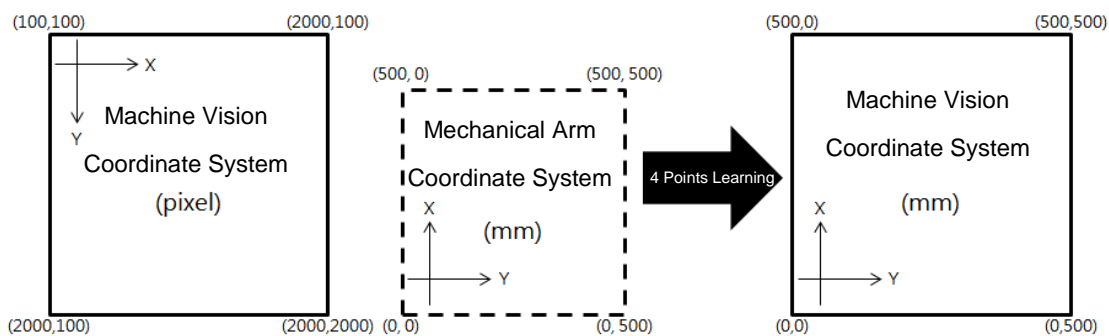 (100,100)
(2000,100)
X
Y
Machine Vision
Coordinate System
(pixel)
(2000,100)
(2000,2000)
(500, 0)
(500, 500)
Mechanical Arm
Coordinate System
(mm)
X
Y
(0, 0)
(0, 500)
4 Points Learning
(500,0)
(500,500)
Machine Vision
Coordinate System
(mm)
X
Y
(0.0)
(0.500)